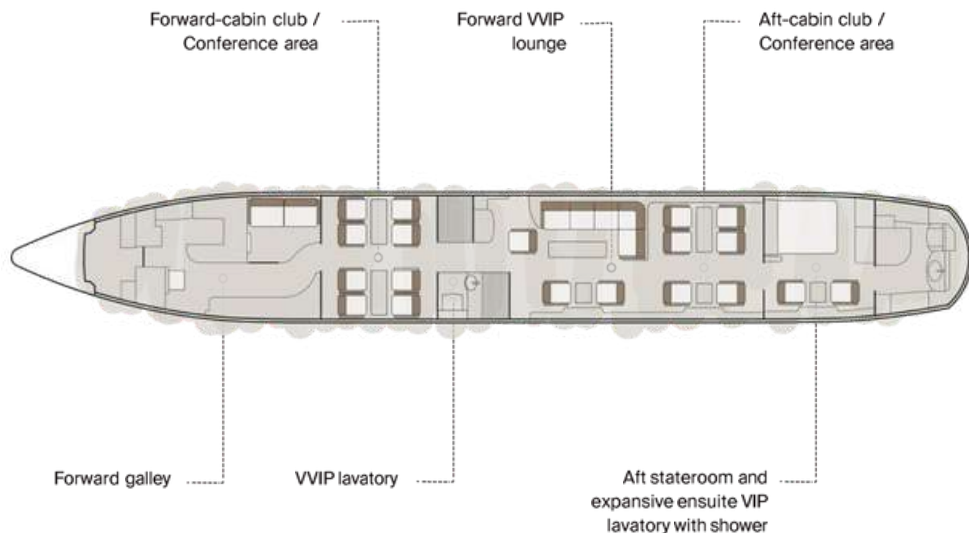 Forward-cabin club /
Conference area
Forward VVIP
lounge
Aft-cabin club /
Conference area
Forward galley
VVIP lavatory
Aft stateroom and
expansive ensuite VIP
lavatory with shower